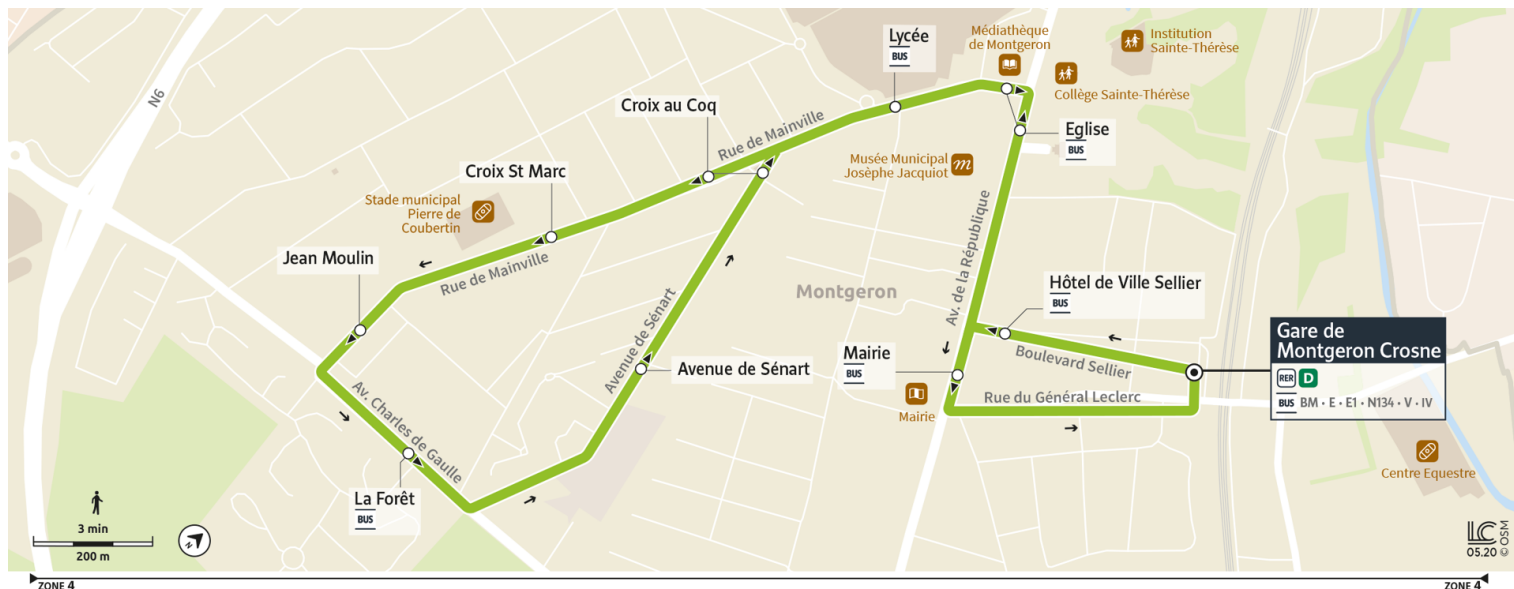 N6
Lycée
BUS
Médiathèque
de Montgeron
Institution
Sainte-Thérèse
Collège Sainte-Thérèse
Croix au Coq
Rue de Mainville
Eglise
BUS
Musée Municipal
Josèphe Jacquiot
m
Croix St Marc
Stade municipal
Pierre de
Coubertin
Jean Moulin
Rue de Mainville
Av. de la République
Montgeron
Hôtel de Ville Sellier
BUS
Boulevard Sellier
Gare de
Montgeron Crosne
RER D
BUS BM • E • E1 • N134 • V • IV
Mairie
BUS
Mairie
Rue du Général Leclerc
Avenue de Sénart
Avenue de Sénart
Av. Charles de Gaulle
La Forêt
BUS
Centre Equestre
3 min
200 m
LC
05.20 © OSM
ZONE 4
ZONE 4